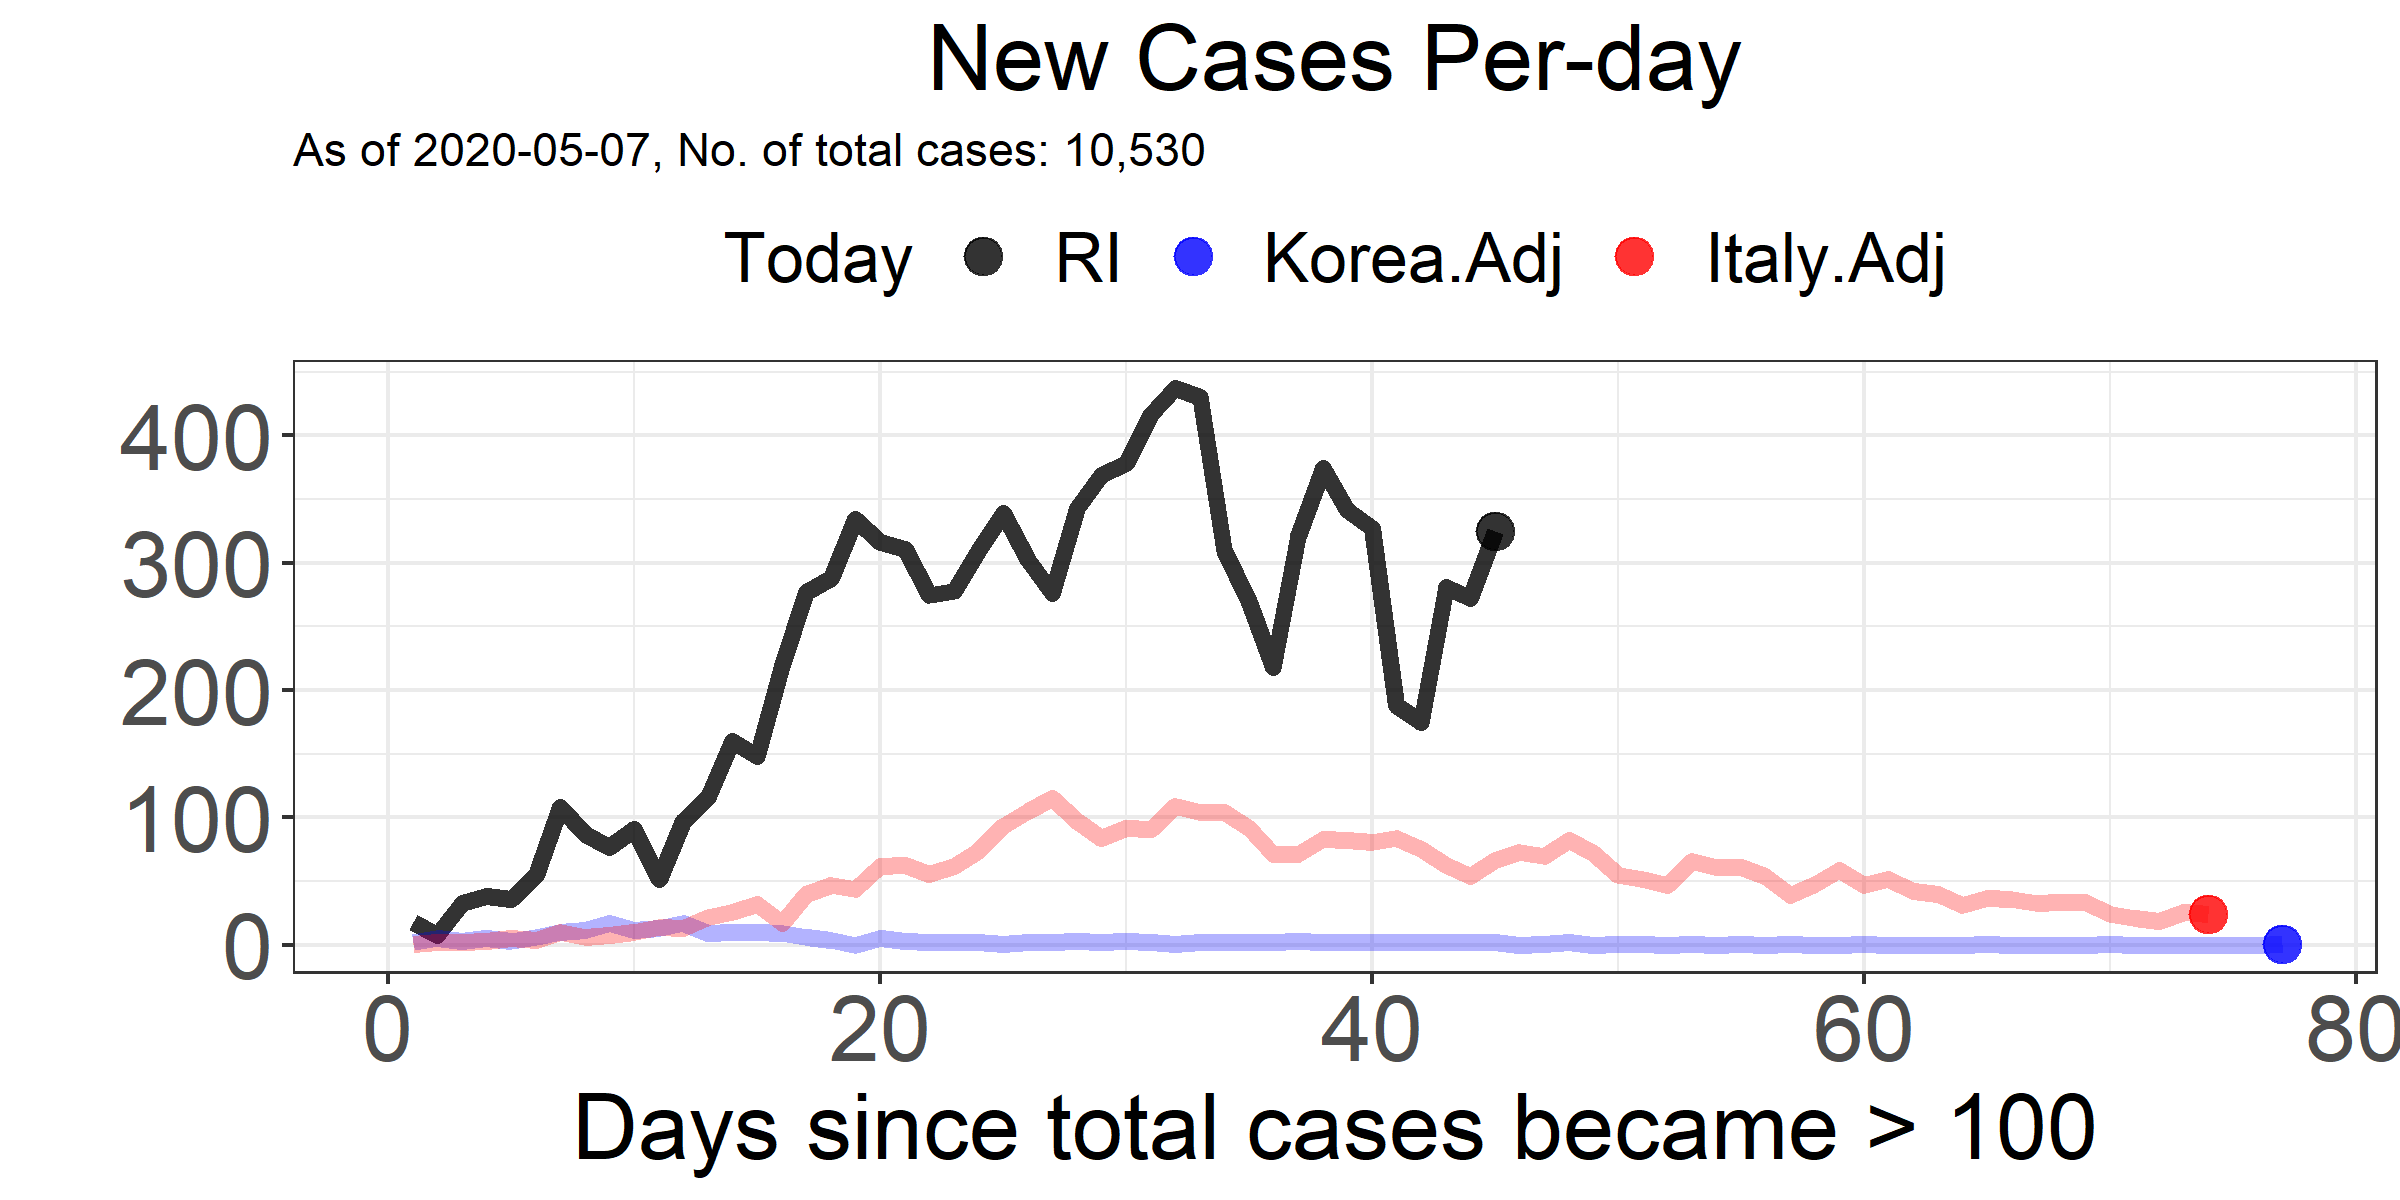 New Cases Per-day
As of 2020-05-07, No. of total cases: 10,530
Today RI Korea.Adj Italy.Adj
400
300
200
100
0
0 20 40 60 80
Days since total cases became > 100